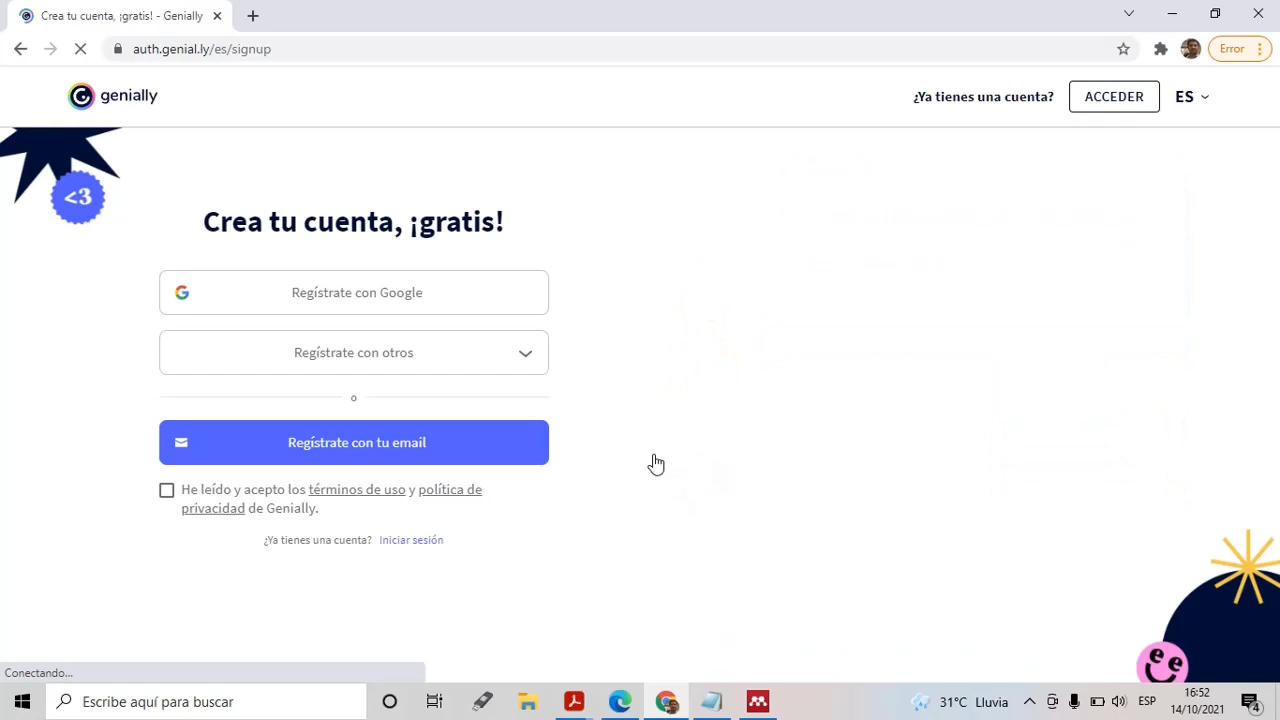 Crea tu cuenta, ¡gratis! - Genially
auth.genial.ly/es/signup
Error
genially
¿Ya tienes una cuenta?
ACCEDER
ES
<3
Crea tu cuenta, ¡gratis!
Regístrate con Google
Regístrate con otros
o
Regístrate con tu email
He leído y acepto los términos de uso y política de
privacidad de Genially.
¿Ya tienes una cuenta? Iniciar sesión
Conectando...
Escribe aquí para buscar
31°C Lluvia
ESP
16:52
14/10/2021
4